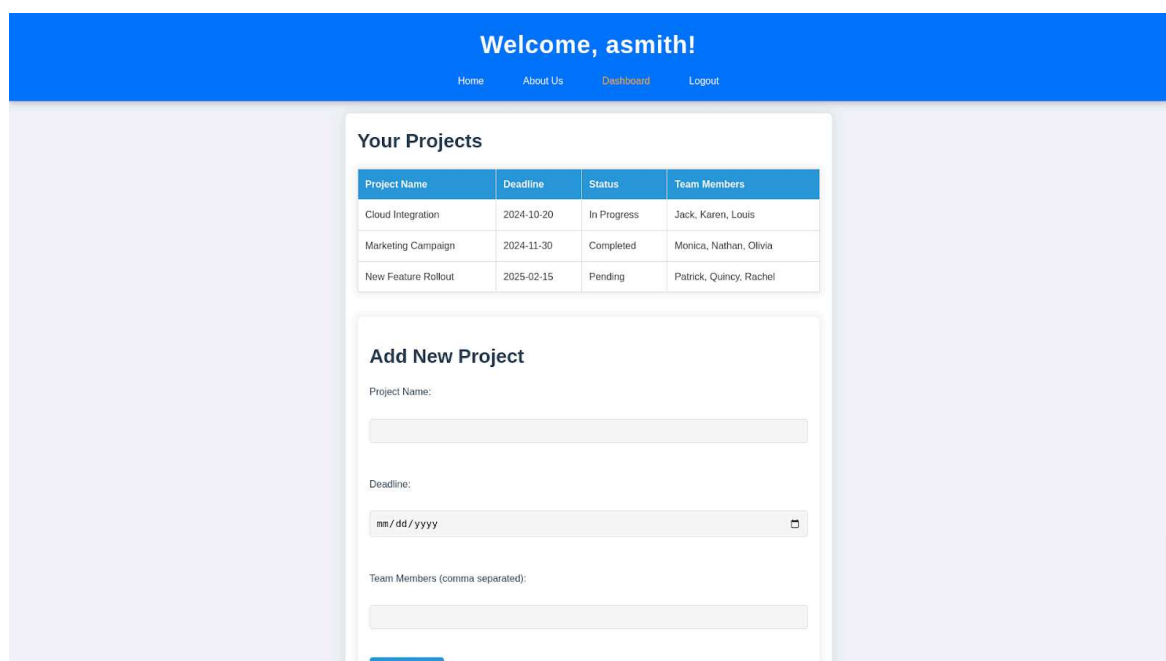 Welcome, asmith!
Home About Us Dashboard Logout
Your Projects
Project Name Deadline Status Team Members
Cloud Integration 2024-10-20 In Progress Jack, Karen, Louis
Marketing Campaign 2024-11-30 Completed Monica, Nathan, Olivia
New Feature Rollout 2025-02-15 Pending Patrick, Quincy, Rachel
Add New Project
Project Name:
Deadline:
mm/dd/yyyy
Team Members (comma separated):